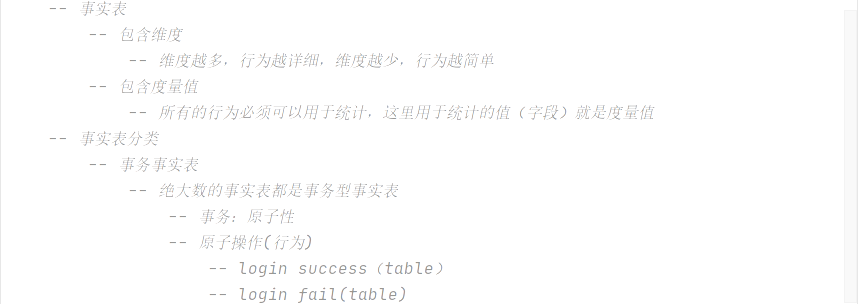 -- 事实表
-- 包含维度
-- 维度越多，行为越详细，维度越少，行为越简单
-- 包含度量值
-- 所有的行为必须可以用于统计，这里用于统计的值（字段）就是度量值
-- 事实表分类
-- 事务事实表
-- 绝大数的事实表都是事务型事实表
-- 事务：原子性
-- 原子操作(行为)
-- login success（table）
-- login fail(table)